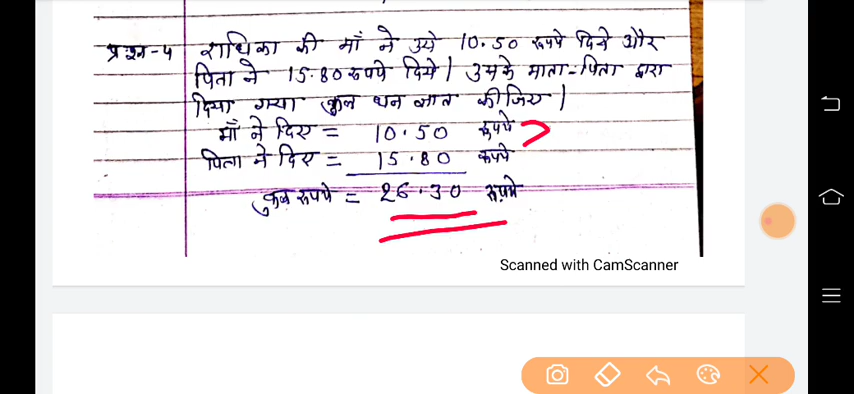 प्रश्न-4 राधिका की माँ ने उसे 10.50 रुपये दिये और
पिता ने 15.80 रुपये दिये| उसके माता-पिता द्वारा
दिया गया कुल धन ज्ञात कीजिए|
माँ ने दिए = 10.50 रुपये
पिता ने दिए = 15.80 रुपये
कुल रुपये = 26.30 रुपये
Scanned with CamScanner